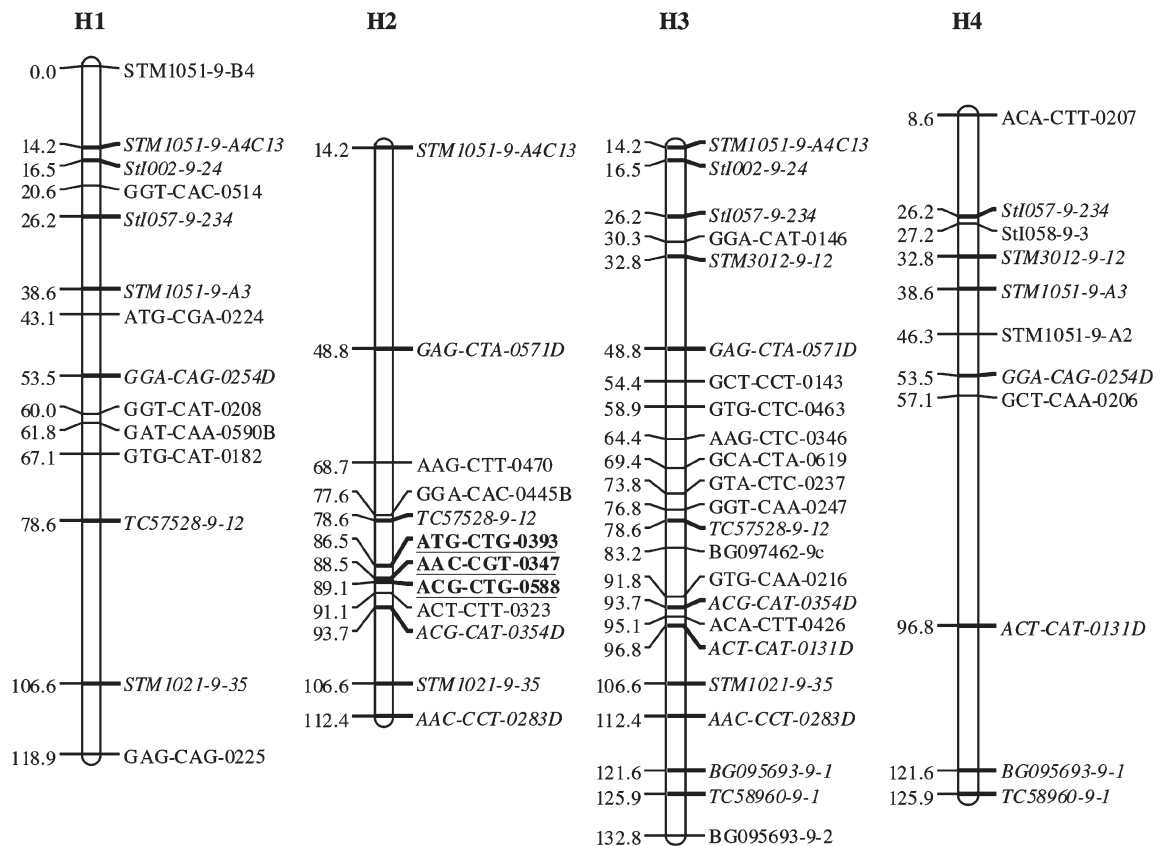 H1
0.0 STM1051-9-B4
14.2 STM1051-9-A4C13
16.5 StI002-9-24
20.6 GGT-CAC-0514
26.2 StI057-9-234
38.6 STM1051-9-A3
43.1 ATG-CGA-0224
53.5 GGA-CAG-0254D
60.0 GGT-CAT-0208
61.8 GAT-CAA-0590B
67.1 GTG-CAT-0182
78.6 TC57528-9-12
106.6 STM1021-9-35
118.9 GAG-CAG-0225
H2
14.2 STM1051-9-A4C13
48.8 GAG-CTA-0571D
68.7 AAG-CTT-0470
77.6 GGA-CAC-0445B
78.6 TC57528-9-12
86.5 ATG-CTG-0393
88.5 AAC-CGT-0347
89.1 ACG-CTG-0588
91.1 ACT-CTT-0323
93.7 ACG-CAT-0354D
106.6 STM1021-9-35
112.4 AAC-CCT-0283D
H3
14.2 STM1051-9-A4C13
16.5 StI002-9-24
26.2 StI057-9-234
30.3 GGA-CAT-0146
32.8 STM3012-9-12
48.8 GAG-CTA-0571D
54.4 GCT-CCT-0143
58.9 GTG-CTC-0463
64.4 AAG-CTC-0346
69.4 GCA-CTA-0619
73.8 GTA-CTC-0237
76.8 GGT-CAA-0247
78.6 TC57528-9-12
83.2 BG097462-9c
91.8 GTG-CAA-0216
93.7 ACG-CAT-0354D
95.1 ACA-CTT-0426
96.8 ACT-CAT-0131D
106.6 STM1021-9-35
112.4 AAC-CCT-0283D
121.6 BG095693-9-1
125.9 TC58960-9-1
132.8 BG095693-9-2
H4
8.6 ACA-CTT-0207
26.2 StI057-9-234
27.2 StI058-9-3
32.8 STM3012-9-12
38.6 STM1051-9-A3
46.3 STM1051-9-A2
53.5 GGA-CAG-0254D
57.1 GCT-CAA-0206
96.8 ACT-CAT-0131D
121.6 BG095693-9-1
125.9 TC58960-9-1